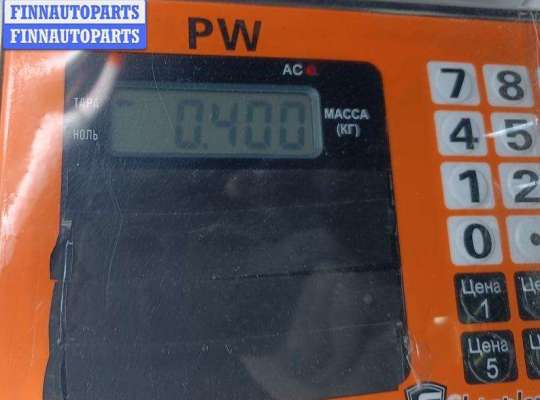 FINNAUTOPARTS
FINNAUTOPARTS
PW
AC
ТАРА
НОЛЬ
0.400
МАССА
(КГ)
7 8
4 5
1 2
0 .
Цена
1
Цена
5